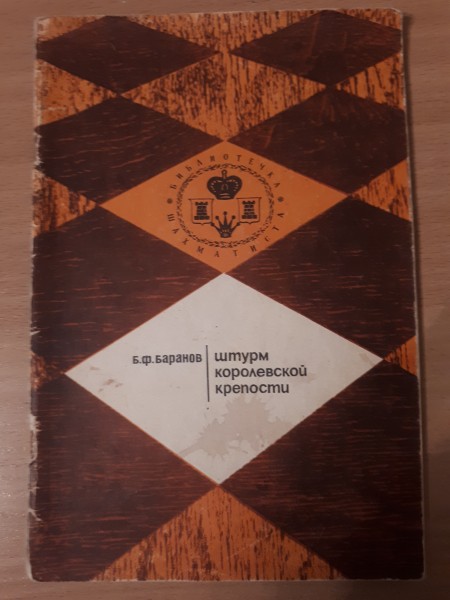 БИБЛИОТЕЧКА
ШАХМАТИСТА
Б.Ф.Баранов
штурм
королевской
крепости